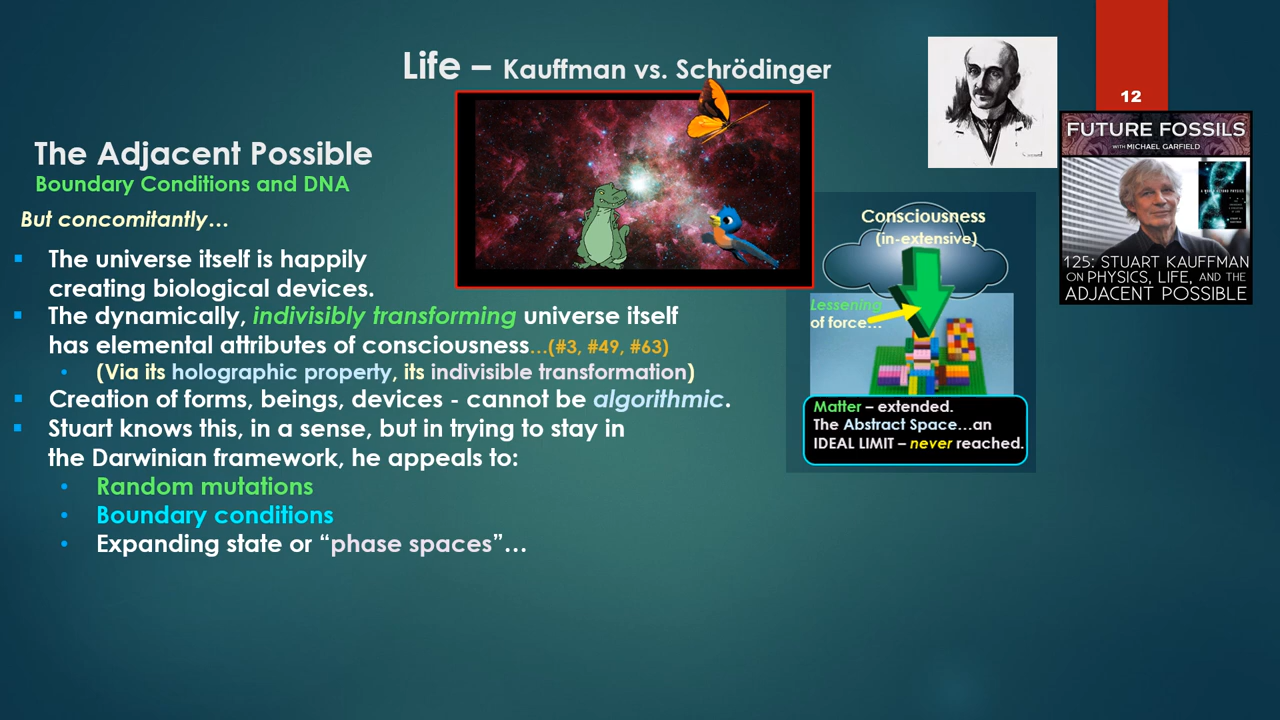 Life – Kauffman vs. Schrödinger
12
The Adjacent Possible
Boundary Conditions and DNA
But concomitantly…
▪ The universe itself is happily
creating biological devices.
▪ The dynamically, indivisibly transforming universe itself
has elemental attributes of consciousness…(#3, #49, #63)
• (Via its holographic property, its indivisible transformation)
▪ Creation of forms, beings, devices - cannot be algorithmic.
▪ Stuart knows this, in a sense, but in trying to stay in
the Darwinian framework, he appeals to:
• Random mutations
• Boundary conditions
• Expanding state or “phase spaces”…
Consciousness
(in-extensive)
Lessening
of force…
Matter – extended.
The Abstract Space…an
IDEAL LIMIT – never reached.
FUTURE FOSSILS
WITH MICHAEL GARFIELD
125: STUART KAUFFMAN
ON PHYSICS, LIFE, AND THE
ADJACENT POSSIBLE